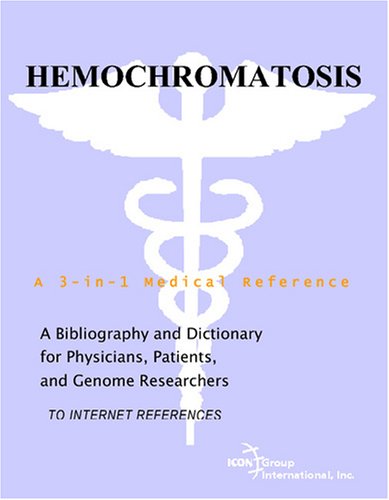 HEMOCHROMATOSIS
A 3-in-1 Medical Reference
A Bibliography and Dictionary
for Physicians, Patients,
and Genome Researchers
TO INTERNET REFERENCES
ICON Group
International, Inc.